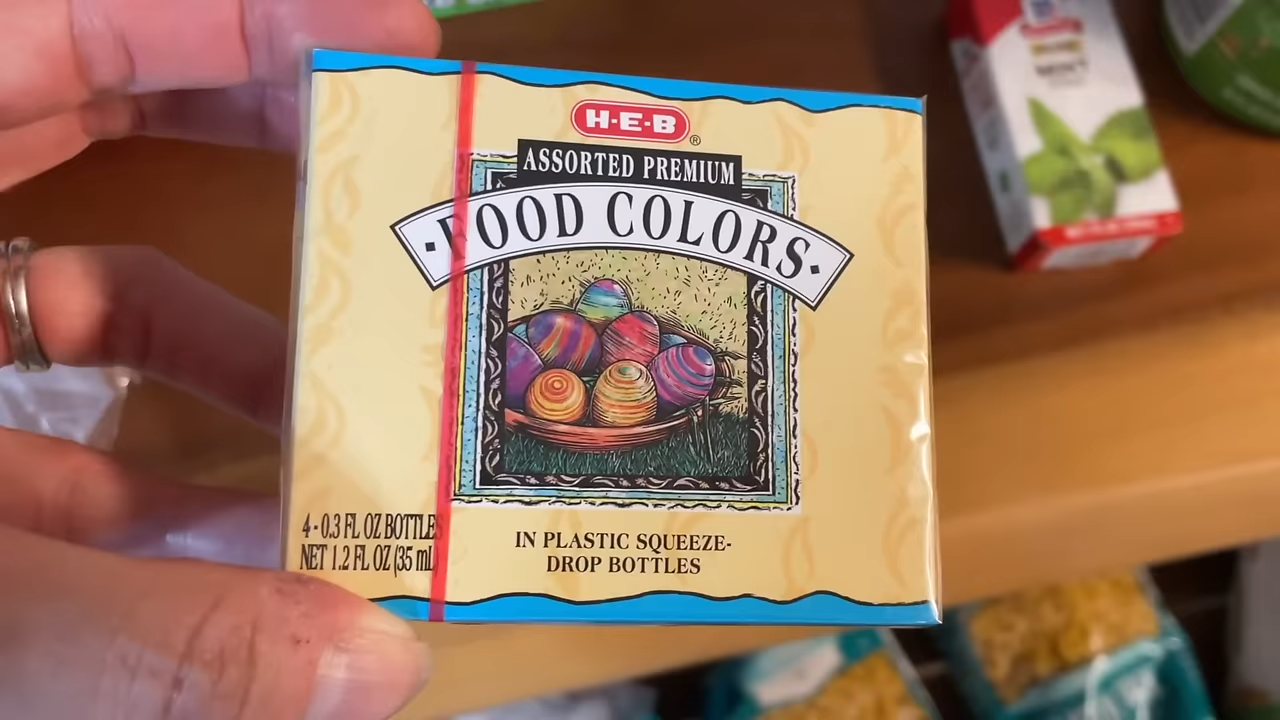 H-E-B®
ASSORTED PREMIUM
·FOOD COLORS·
4 - 0.3 FL OZ BOTTLES
NET 1.2 FL OZ (35 mL)
IN PLASTIC SQUEEZE-
DROP BOTTLES
MINT